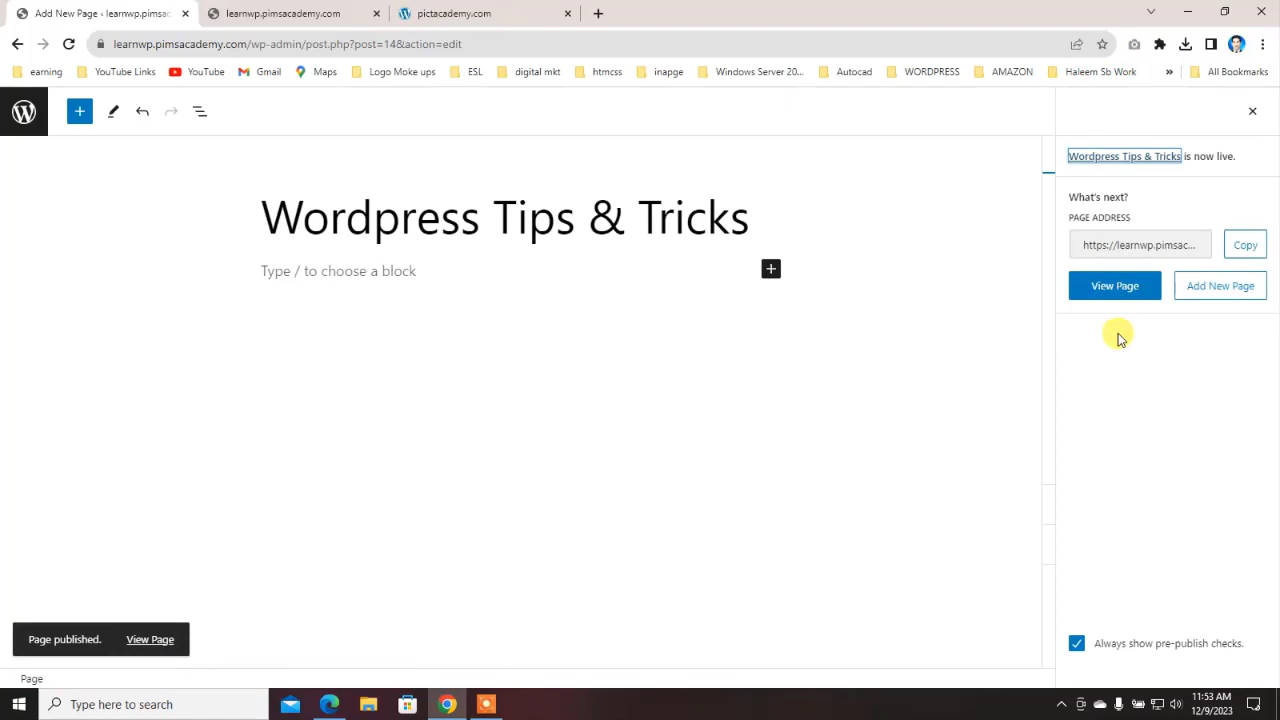 Add New Page ‹ learnwp.pimsac
learnwp.pimsacademy.com
pictacademy.com
learnwp.pimsacademy.com/wp-admin/post.php?post=14&action=edit
earning
YouTube Links
YouTube
Gmail
Maps
Logo Moke ups
ESL
digital mkt
htmcss
inapge
Windows Server 20...
Autocad
WORDPRESS
AMAZON
Haleem Sb Work
»
All Bookmarks
Wordpress Tips & Tricks is now live.
What's next?
PAGE ADDRESS
https://learnwp.pimsac...
Copy
View Page
Add New Page
Wordpress Tips & Tricks
Type / to choose a block
Page published.
View Page
Always show pre-publish checks.
Page
Type here to search
11:53 AM
12/9/2023